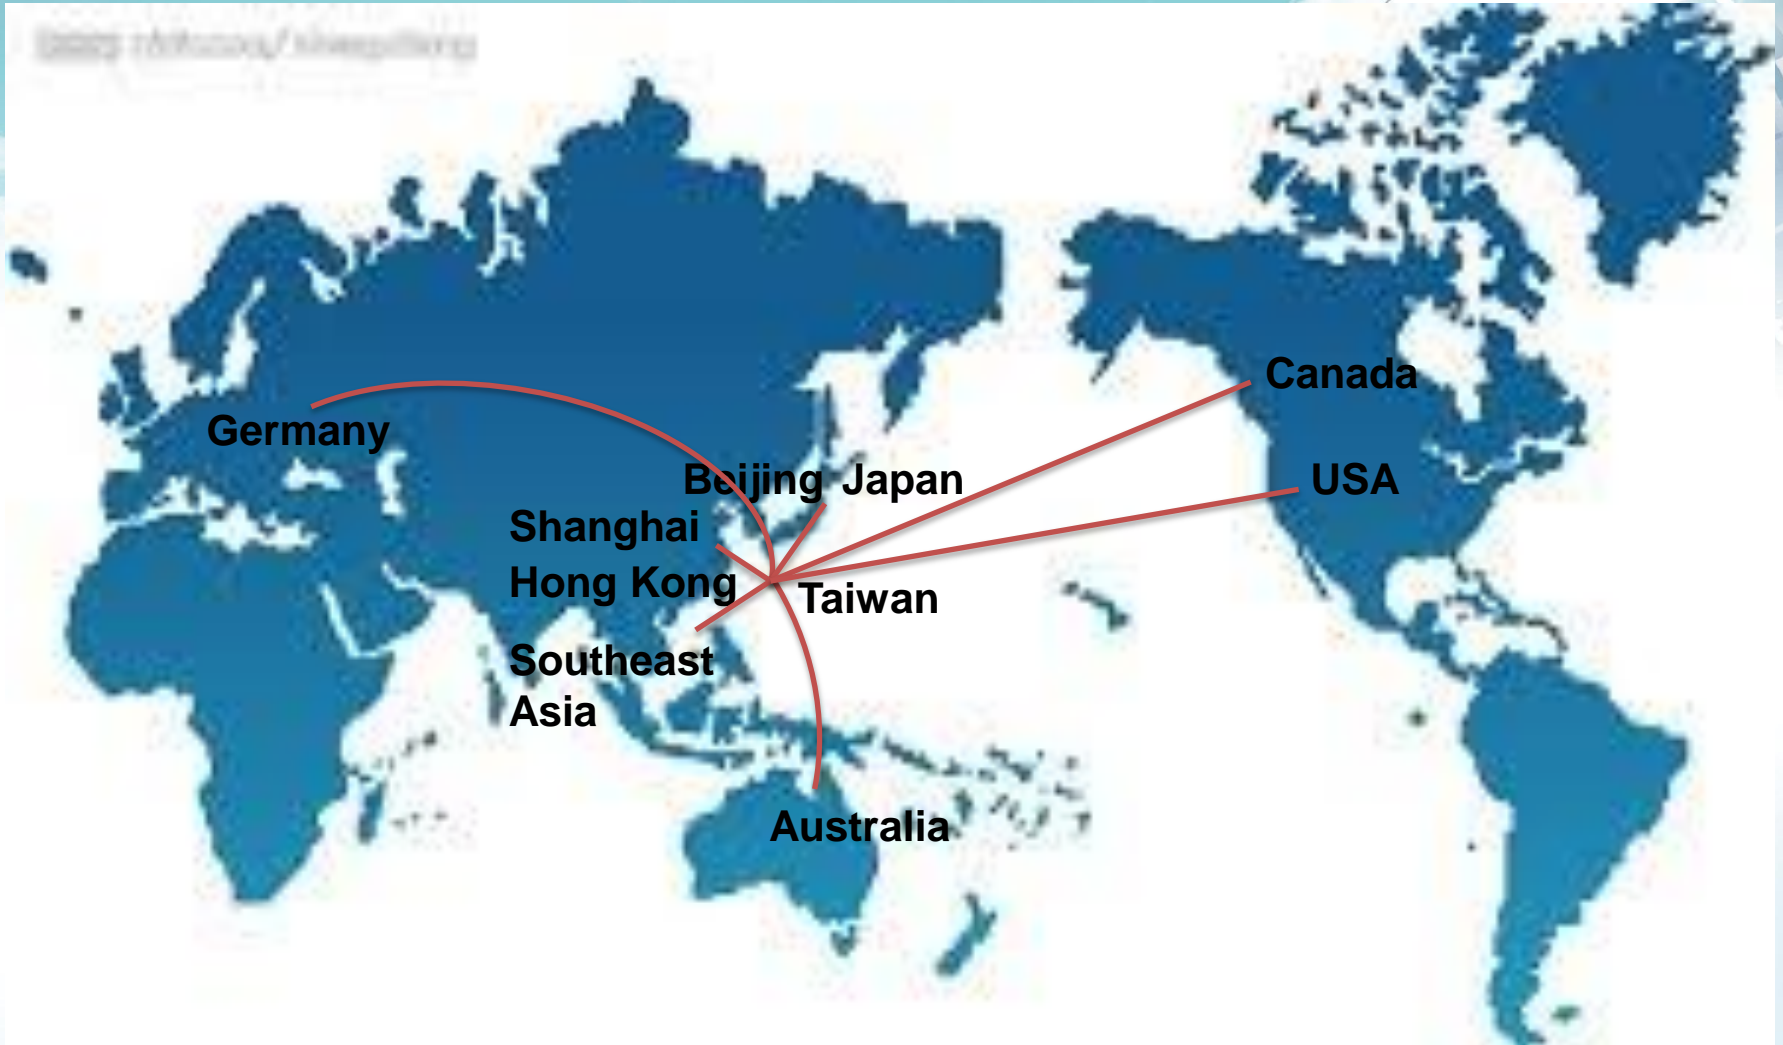 Canada
Germany
Beijing Japan
USA
Shanghai
Hong Kong
Taiwan
Southeast
Asia
Australia